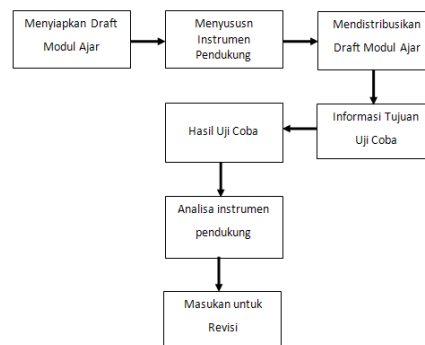 Menyiapkan Draft
Modul Ajar
Menyususn
Instrumen
Pendukung
Mendistribusikan
Draft Modul Ajar
Informasi Tujuan
Uji Coba
Hasil Uji Coba
Analisa instrumen
pendukung
Masukan untuk
Revisi